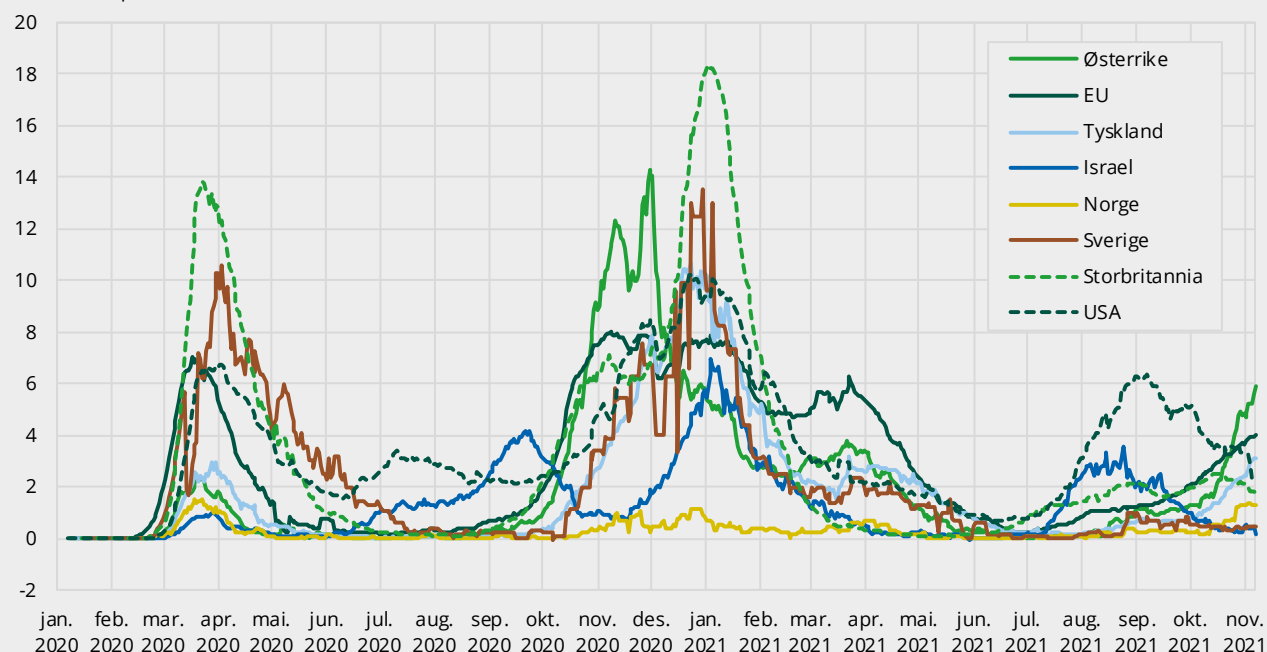 20
18
16
14
12
10
8
6
4
2
0
-2
Østerrike
EU
Tyskland
Israel
Norge
Sverige
Storbritannia
USA
jan. feb. mar. apr. mai. jun. jul. aug. sep. okt. nov. des. jan. feb. mar. apr. mai. jun. jul. aug. sep. okt. nov.
2020 2020 2020 2020 2020 2020 2020 2020 2020 2020 2020 2020 2021 2021 2021 2021 2021 2021 2021 2021 2021 2021 2021